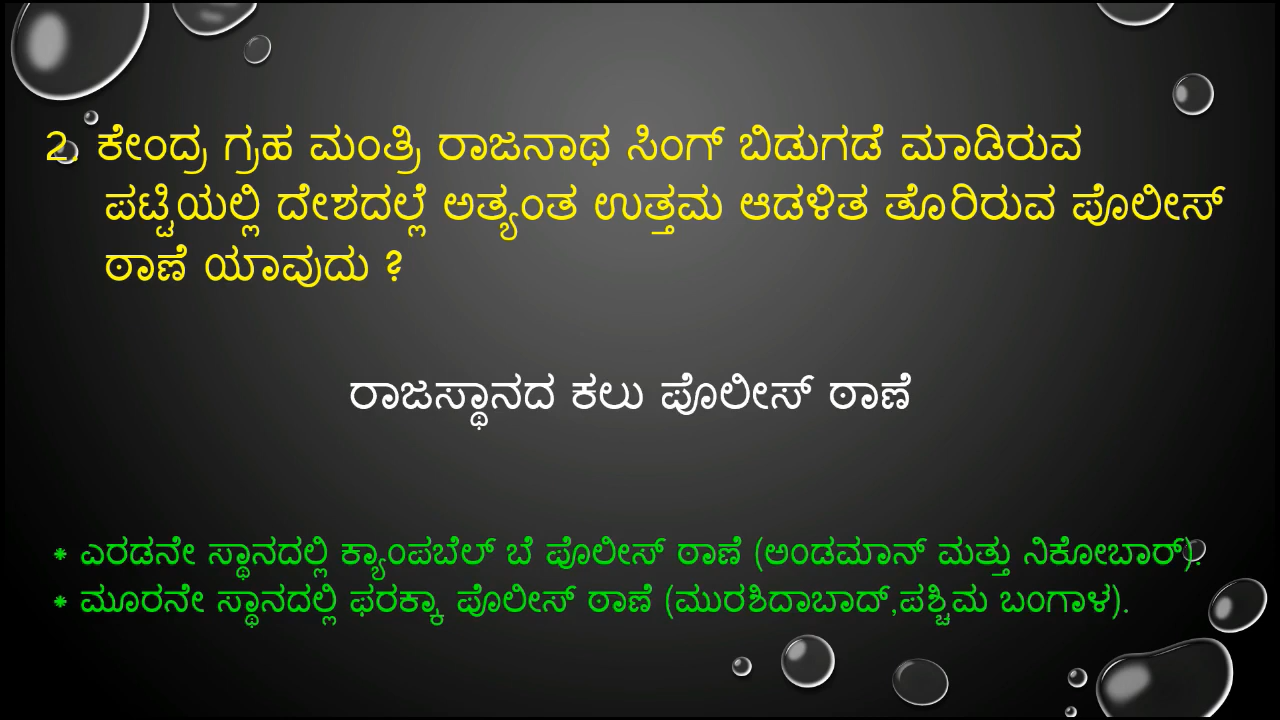 2. ಕೇಂದ್ರ ಗ್ರಹ ಮಂತ್ರಿ ರಾಜನಾಥ ಸಿಂಗ್ ಬಿಡುಗಡೆ ಮಾಡಿರುವ
ಪಟ್ಟಿಯಲ್ಲಿ ದೇಶದಲ್ಲೆ ಅತ್ಯಂತ ಉತ್ತಮ ಆಡಳಿತ ತೊರಿರುವ ಪೊಲೀಸ್
ಠಾಣೆ ಯಾವುದು ?
ರಾಜಸ್ಥಾನದ ಕಲು ಪೊಲೀಸ್ ಠಾಣೆ
* ಎರಡನೇ ಸ್ಥಾನದಲ್ಲಿ ಕ್ಯಾಂಪಬೆಲ್ ಬೆ ಪೊಲೀಸ್ ಠಾಣೆ (ಅಂಡಮಾನ್ ಮತ್ತು ನಿಕೋಬಾರ್).
* ಮೂರನೇ ಸ್ಥಾನದಲ್ಲಿ ಫರಕ್ಕಾ ಪೊಲೀಸ್ ಠಾಣೆ (ಮುರಶಿದಾಬಾದ್,ಪಶ್ಚಿಮ ಬಂಗಾಳ).